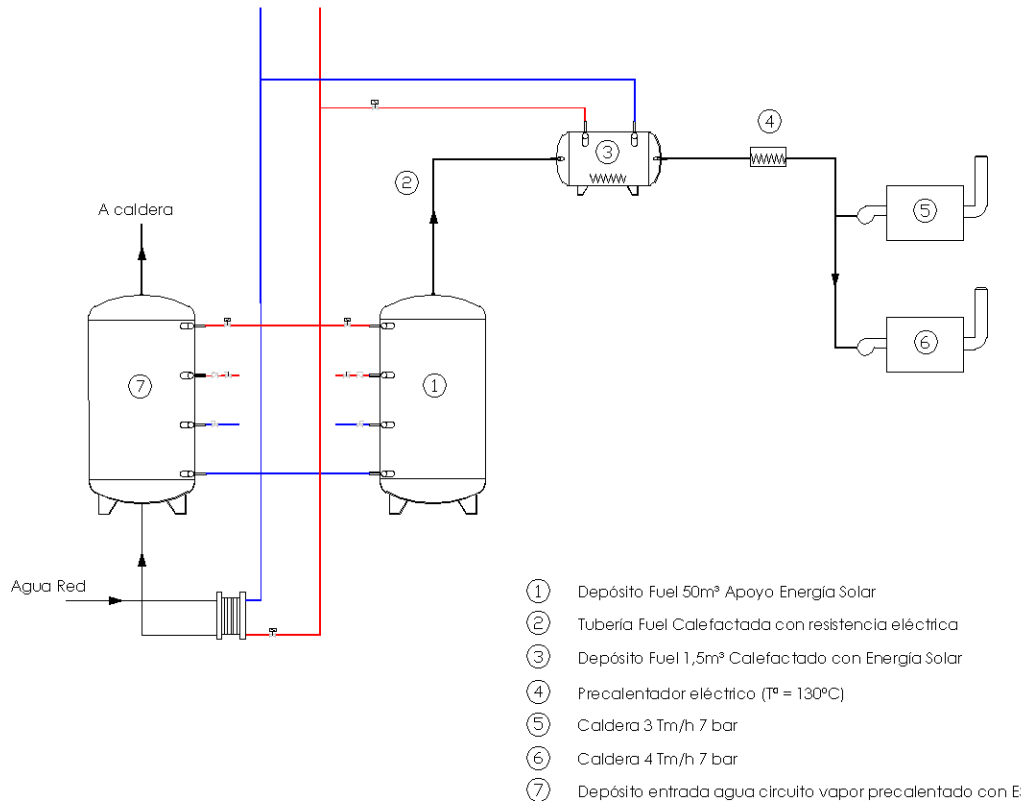 4
3
2
5
A caldera
6
7
1
Agua Red
1 Depósito Fuel 50m³ Apoyo Energía Solar
2 Tubería Fuel Calefactada con resistencia eléctrica
3 Depósito Fuel 1,5m³ Calefactado con Energía Solar
4 Precalentador eléctrico (Tª = 130ºC)
5 Caldera 3 Tm/h 7 bar
6 Caldera 4 Tm/h 7 bar
7 Depósito entrada agua circuito vapor precalentado con E